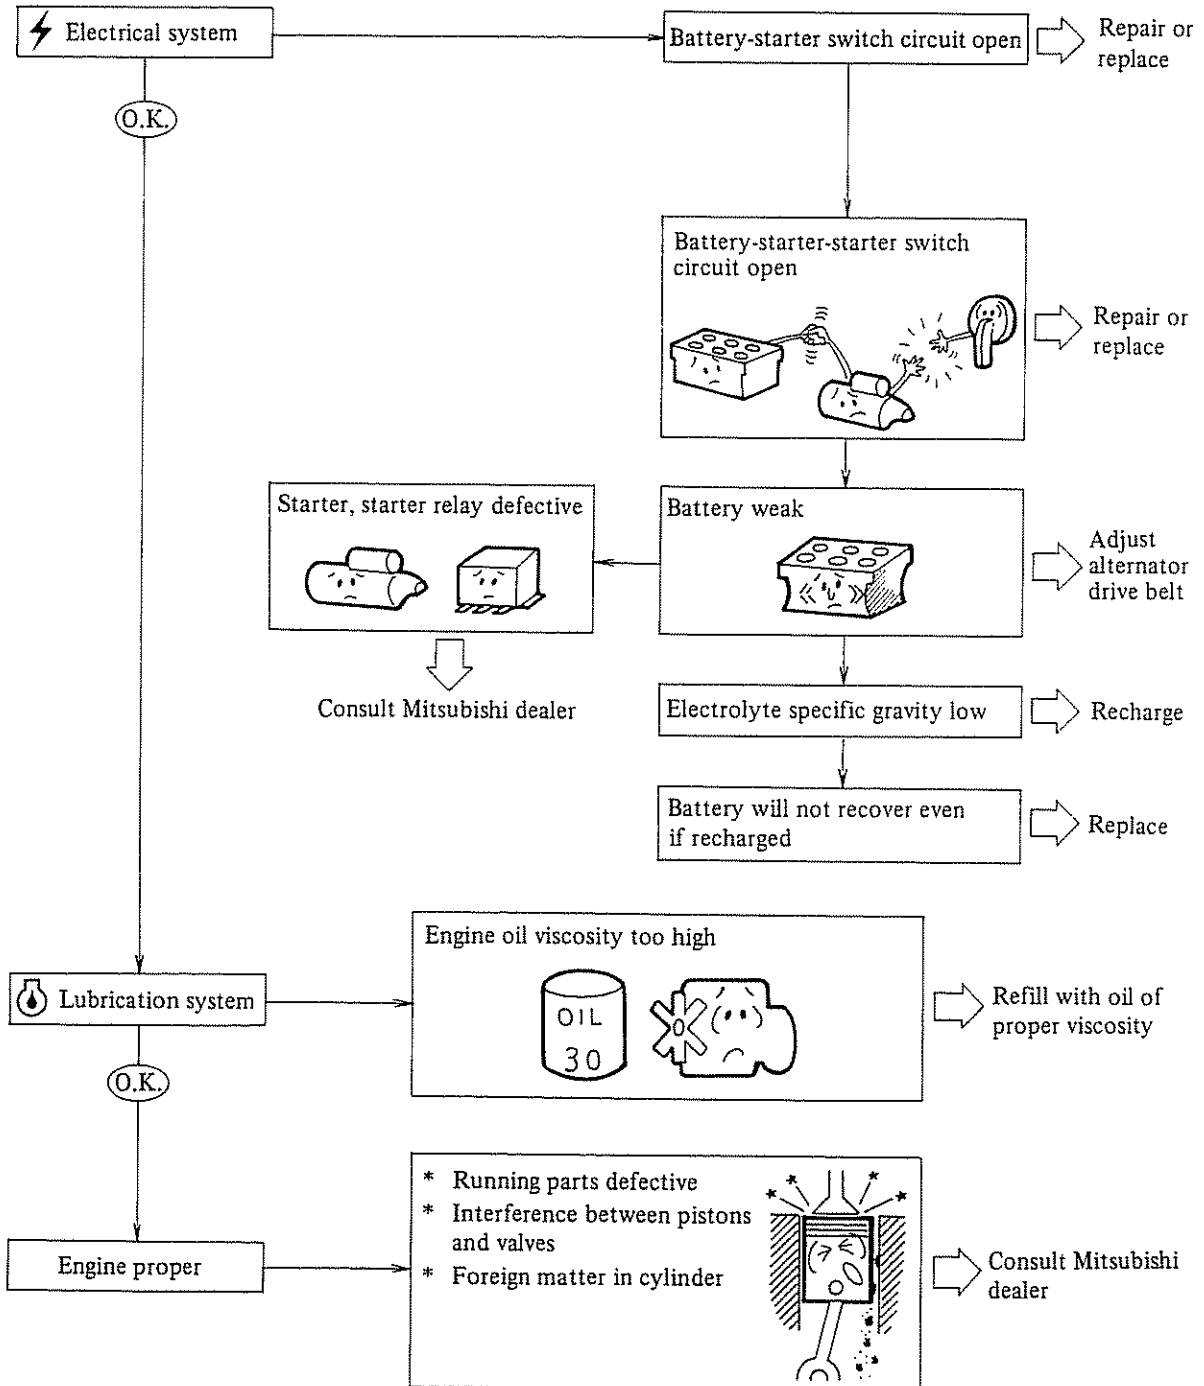 Electrical system
Battery-starter switch circuit open
Repair or
replace
O.K.
Battery-starter-starter switch
circuit open
Repair or
replace
Starter, starter relay defective
Battery weak
Adjust
alternator
drive belt
Consult Mitsubishi dealer
Electrolyte specific gravity low
Recharge
Battery will not recover even
if recharged
Replace
Engine oil viscosity too high
Lubrication system
OIL
30
Refill with oil of
proper viscosity
O.K.
* Running parts defective
* Interference between pistons
and valves
* Foreign matter in cylinder
Engine proper
Consult Mitsubishi
dealer